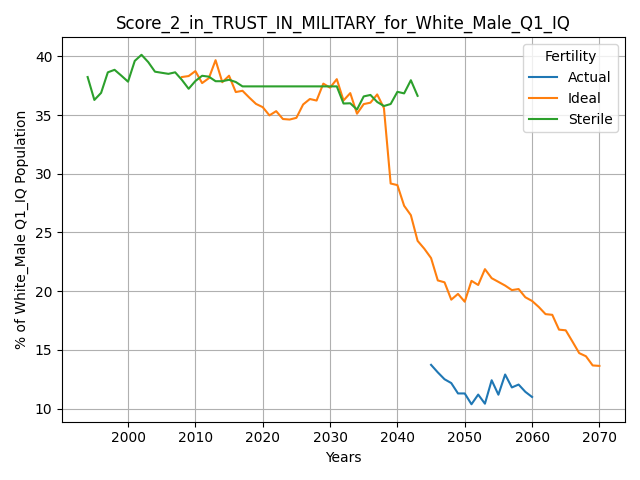 Score_2_in_TRUST_IN_MILITARY_for_White_Male_Q1_IQ
Fertility
Actual
Ideal
Sterile
% of White_Male Q1_IQ Population
40
35
30
25
20
15
10
2000
2010
2020
2030
2040
2050
2060
2070
Years